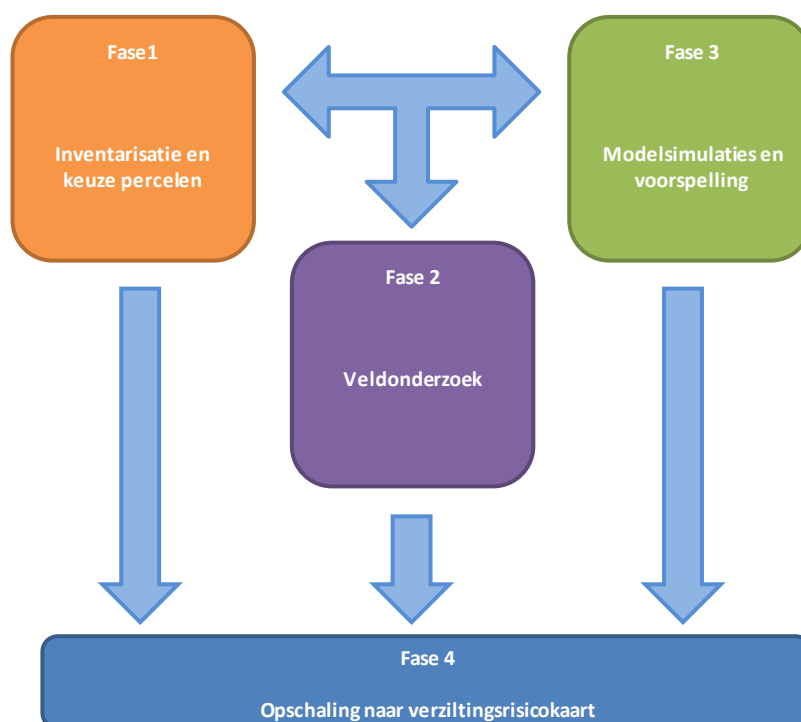 Fase1
Inventarisatie en
keuze percelen
Fase 3
Modelsimulaties en
voorspelling
Fase 2
Veldonderzoek
Fase 4
Opschaling naar verziltingsrisicokaart